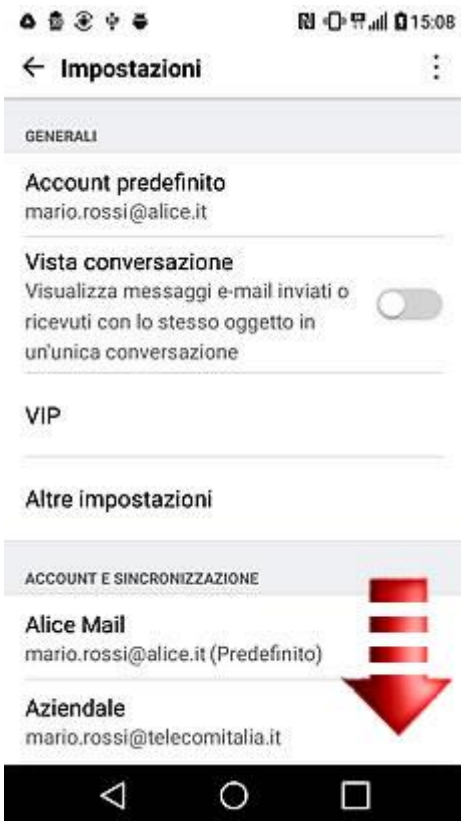 15:08
Impostazioni
GENERALI
Account predefinito
mario.rossi@alice.it
Vista conversazione
Visualizza messaggi e-mail inviati o
ricevuti con lo stesso oggetto in
un'unica conversazione
VIP
Altre impostazioni
ACCOUNT E SINCRONIZZAZIONE
Alice Mail
mario.rossi@alice.it (Predefinito)
Aziendale
mario.rossi@telecomitalia.it